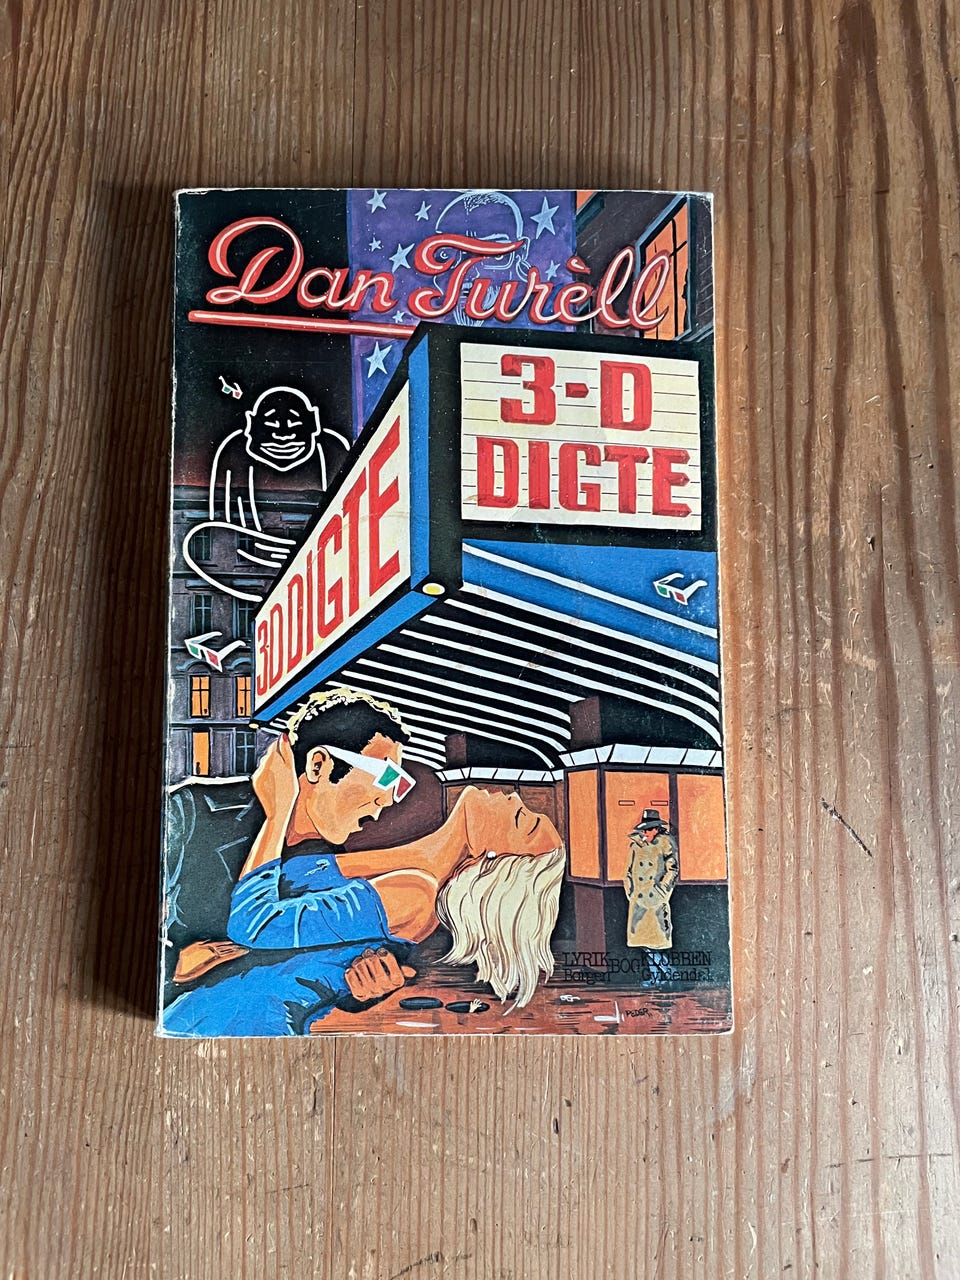 Dan Turèll
3-D
DIGTE
3D DIGTE
LYRIK BOG KLUBBEN
Borgen Gyldendal
PEDER